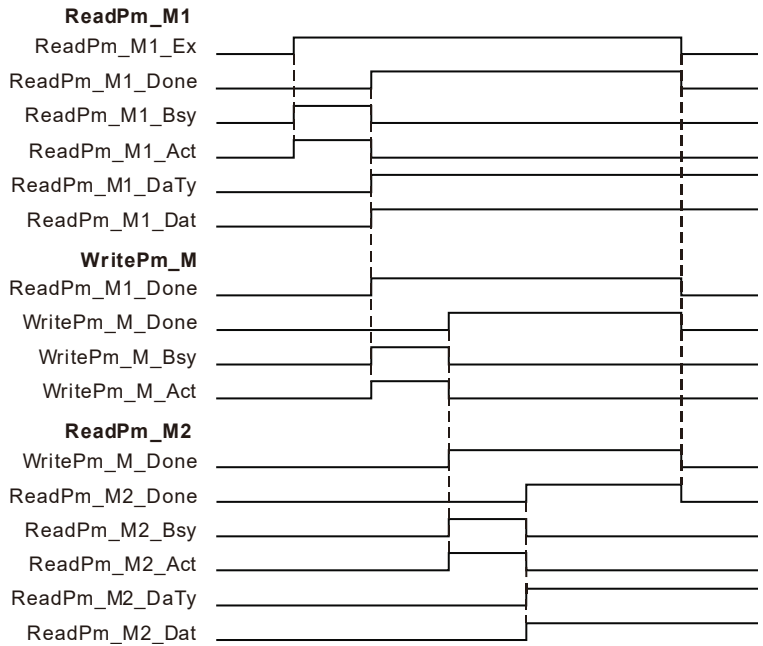 ReadPm_M1
ReadPm_M1_Ex
ReadPm_M1_Done
ReadPm_M1_Bsy
ReadPm_M1_Act
ReadPm_M1_DaTy
ReadPm_M1_Dat
WritePm_M
ReadPm_M1_Done
WritePm_M_Done
WritePm_M_Bsy
WritePm_M_Act
ReadPm_M2
WritePm_M_Done
ReadPm_M2_Done
ReadPm_M2_Bsy
ReadPm_M2_Act
ReadPm_M2_DaTy
ReadPm_M2_Dat